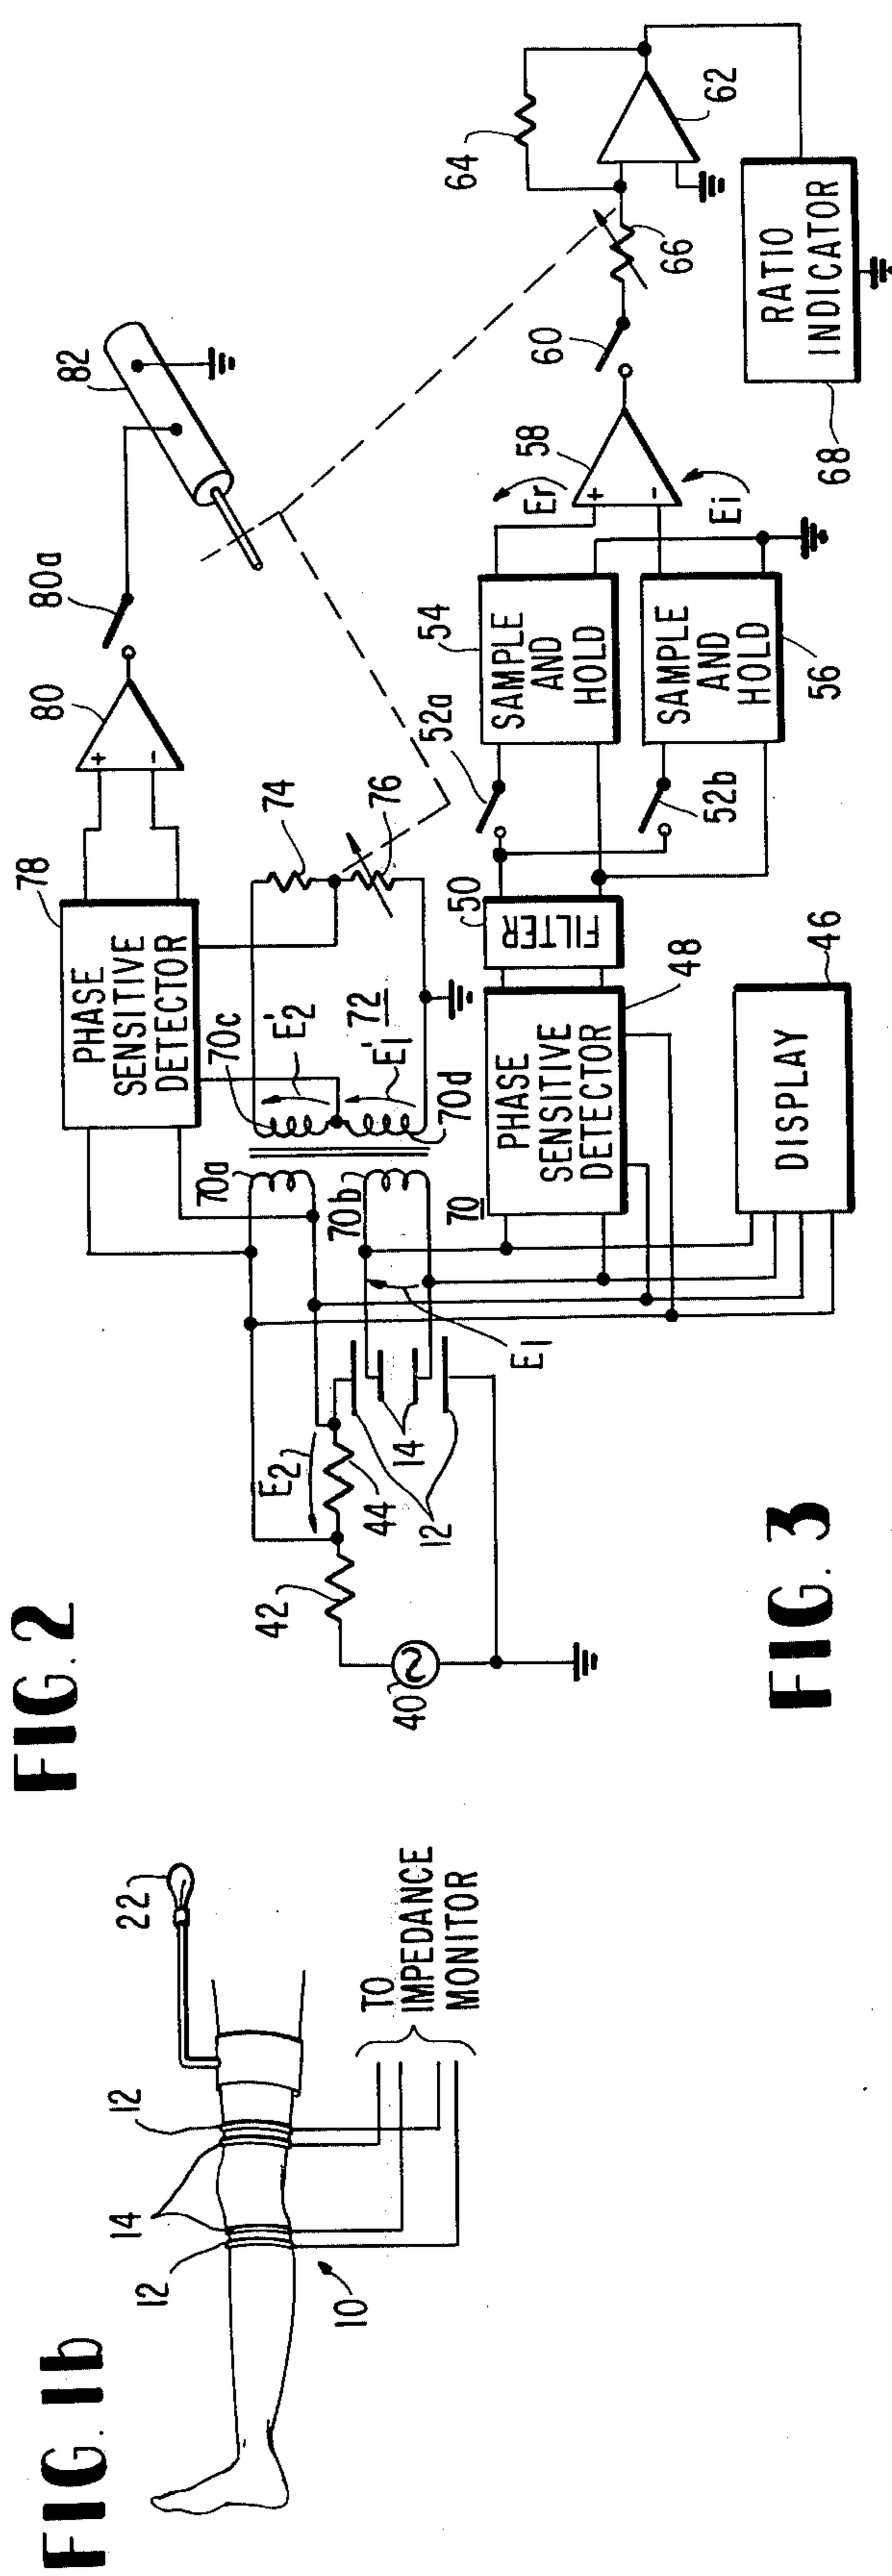 FIG. 2
78
PHASE
SENSITIVE
DETECTOR
+
-
80
80a
82
70a
70c
E'2
E'1
72
70d
70b
74
76
E2
42
44
40
12
14
E1
70
PHASE
SENSITIVE
DETECTOR
48
50
FILTER
52a
52b
SAMPLE
AND
HOLD
54
SAMPLE
AND
HOLD
56
Er
Ei
+
-
58
60
66
64
62
RATIO
INDICATOR
68
DISPLAY
46
FIG. 3
FIG. 11b
12
14
12
22
10
TO
IMPEDANCE
MONITOR